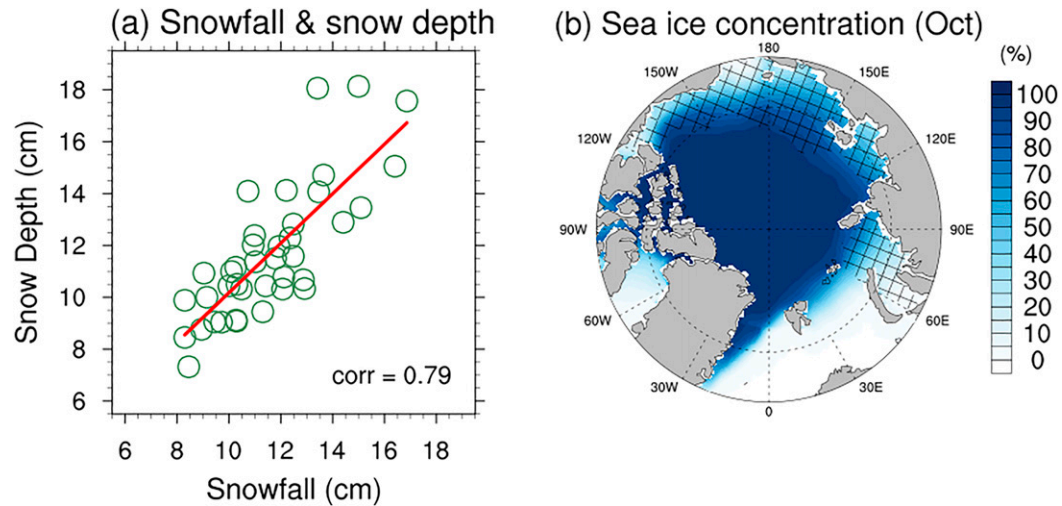 (a) Snowfall & snow depth
18
16
14
12
10
8
6
Snow Depth (cm)
corr = 0.79
6 8 10 12 14 16 18
Snowfall (cm)
(b) Sea ice concentration (Oct)
180
150W 150E
120W 120E
90W 90E
60W 60E
30W 30E
0
(%)
100
90
80
70
60
50
40
30
20
10
0